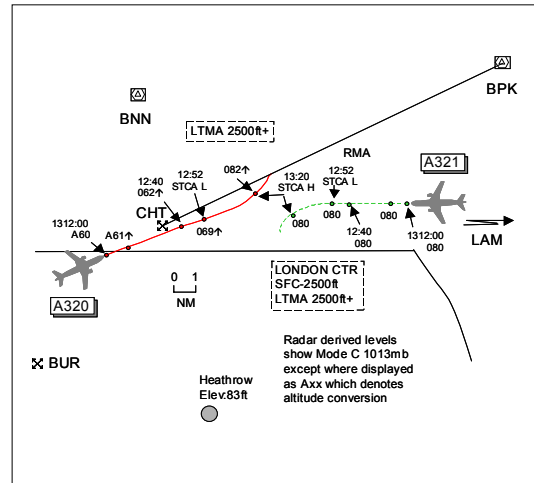 BPK
BNN
LTMA 2500ft+
RMA
A321
12:40
062↑
12:52
STCA L
082↑
13:20
STCA H
12:52
STCA L
CHT
1312:00
A60
A61↑
069↑
080
080
080
12:40
080
1312:00
080
LAM
A320
0 1
NM
LONDON CTR
SFC-2500ft
LTMA 2500ft+
BUR
Heathrow
Elev:83ft
Radar derived levels
show Mode C 1013mb
except where displayed
as Axx which denotes
altitude conversion